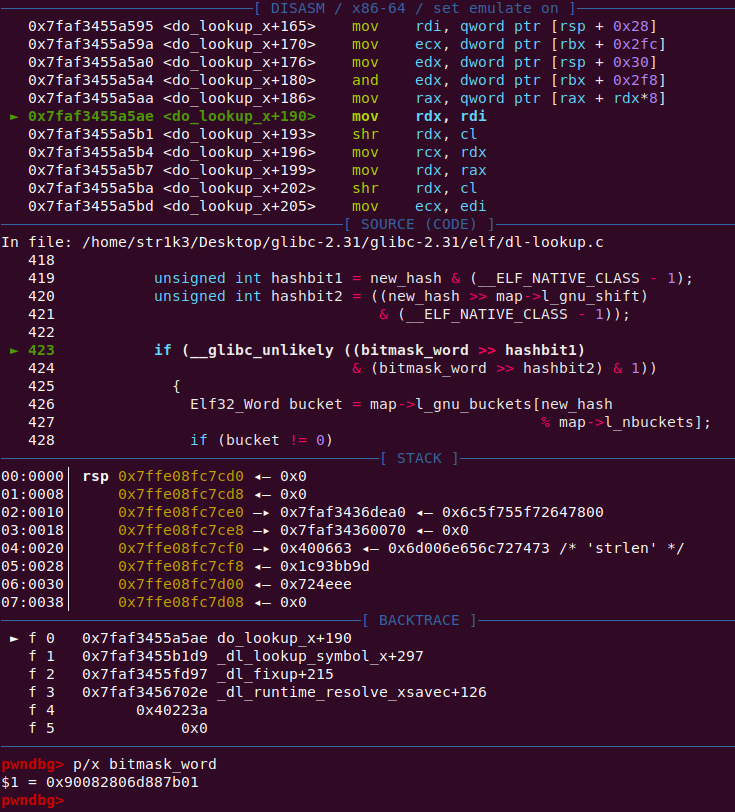 [ DISASM / x86-64 / set emulate on ]
0x7faf3455a595 <do_lookup_x+165> mov rdi, qword ptr [rsp + 0x28]
0x7faf3455a59a <do_lookup_x+170> mov ecx, dword ptr [rbx + 0x2fc]
0x7faf3455a5a0 <do_lookup_x+176> mov edx, dword ptr [rsp + 0x30]
0x7faf3455a5a4 <do_lookup_x+180> and edx, dword ptr [rbx + 0x2f8]
0x7faf3455a5aa <do_lookup_x+186> mov rax, qword ptr [rax + rdx*8]
► 0x7faf3455a5ae <do_lookup_x+190> mov rdx, rdi
0x7faf3455a5b1 <do_lookup_x+193> shr rdx, cl
0x7faf3455a5b4 <do_lookup_x+196> mov rcx, rdx
0x7faf3455a5b7 <do_lookup_x+199> mov rdx, rax
0x7faf3455a5ba <do_lookup_x+202> shr rdx, cl
0x7faf3455a5bd <do_lookup_x+205> mov ecx, edi
[ SOURCE (CODE) ]
In file: /home/str1k3/Desktop/glibc-2.31/glibc-2.31/elf/dl-lookup.c
418
419 unsigned int hashbit1 = new_hash & (__ELF_NATIVE_CLASS - 1);
420 unsigned int hashbit2 = ((new_hash >> map->l_gnu_shift)
421 & (__ELF_NATIVE_CLASS - 1));
422
► 423 if (__glibc_unlikely ((bitmask_word >> hashbit1)
424 & (bitmask_word >> hashbit2) & 1))
425 {
426 Elf32_Word bucket = map->l_gnu_buckets[new_hash
427 % map->l_nbuckets];
428 if (bucket != 0)
[ STACK ]
00:0000│ rsp 0x7ffe08fc7cd0 ◂— 0x0
01:0008│ 0x7ffe08fc7cd8 ◂— 0x0
02:0010│ 0x7ffe08fc7ce0 —▸ 0x7faf3436dea0 ◂— 0x6c5f755f72647800
03:0018│ 0x7ffe08fc7ce8 —▸ 0x7faf34360070 ◂— 0x0
04:0020│ 0x7ffe08fc7cf0 —▸ 0x400663 ◂— 0x6d006e656c727473 /* 'strlen' */
05:0028│ 0x7ffe08fc7cf8 ◂— 0x1c93bb9d
06:0030│ 0x7ffe08fc7d00 ◂— 0x724eee
07:0038│ 0x7ffe08fc7d08 ◂— 0x0
[ BACKTRACE ]
► f 0 0x7faf3455a5ae do_lookup_x+190
f 1 0x7faf3455b1d9 _dl_lookup_symbol_x+297
f 2 0x7faf3455fd97 _dl_fixup+215
f 3 0x7faf3456702e _dl_runtime_resolve_xsavec+126
f 4 0x40223a
f 5 0x0
pwndbg> p/x bitmask_word
$1 = 0x90082806d887b01
pwndbg>